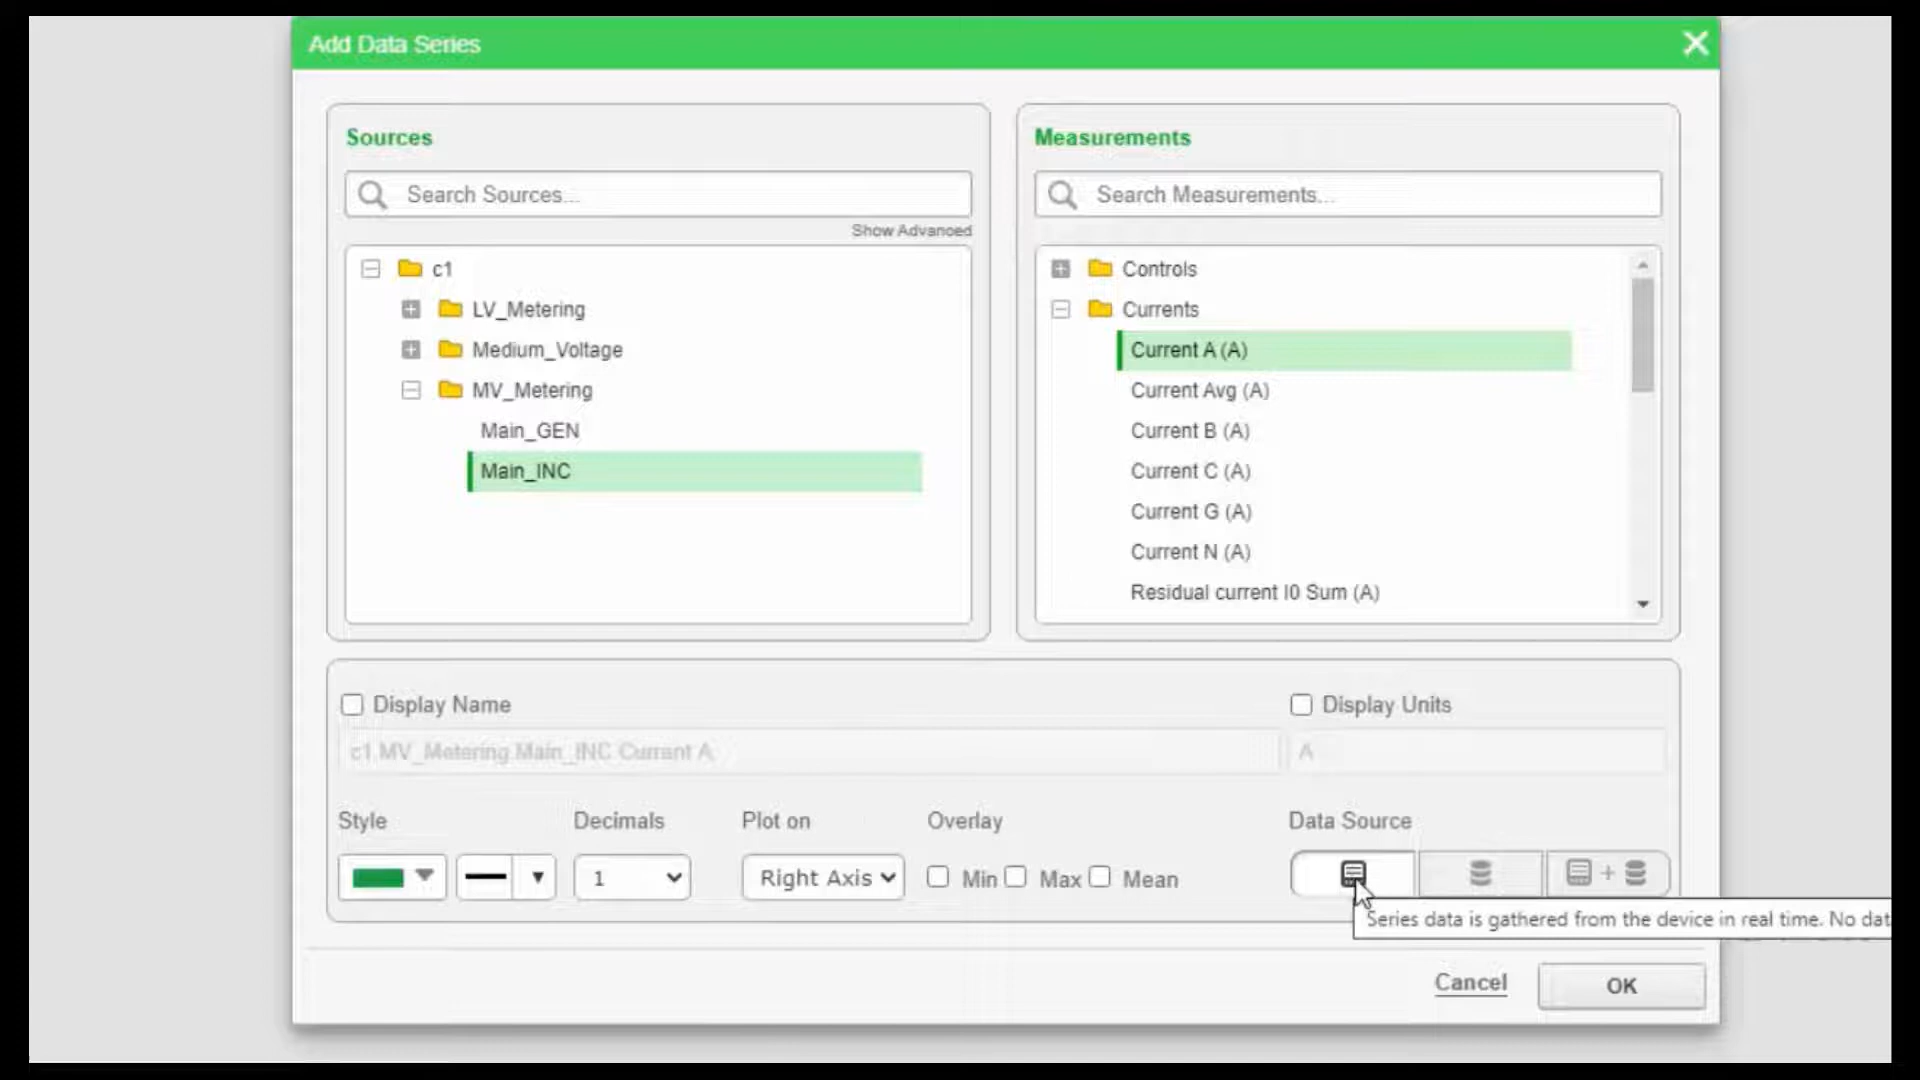 Add Data Series
Sources
Search Sources...
Show Advanced
c1
LV_Metering
Medium_Voltage
MV_Metering
Main_GEN
Main_INC
Measurements
Search Measurements...
Controls
Currents
Current A (A)
Current Avg (A)
Current B (A)
Current C (A)
Current G (A)
Current N (A)
Residual current I0 Sum (A)
Display Name
c1.MV_Metering.Main_INC Current A
Display Units
A
Style
Decimals
1
Plot on
Right Axis
Overlay
Min
Max
Mean
Data Source
+
Series data is gathered from the device in real time. No dat
Cancel
OK